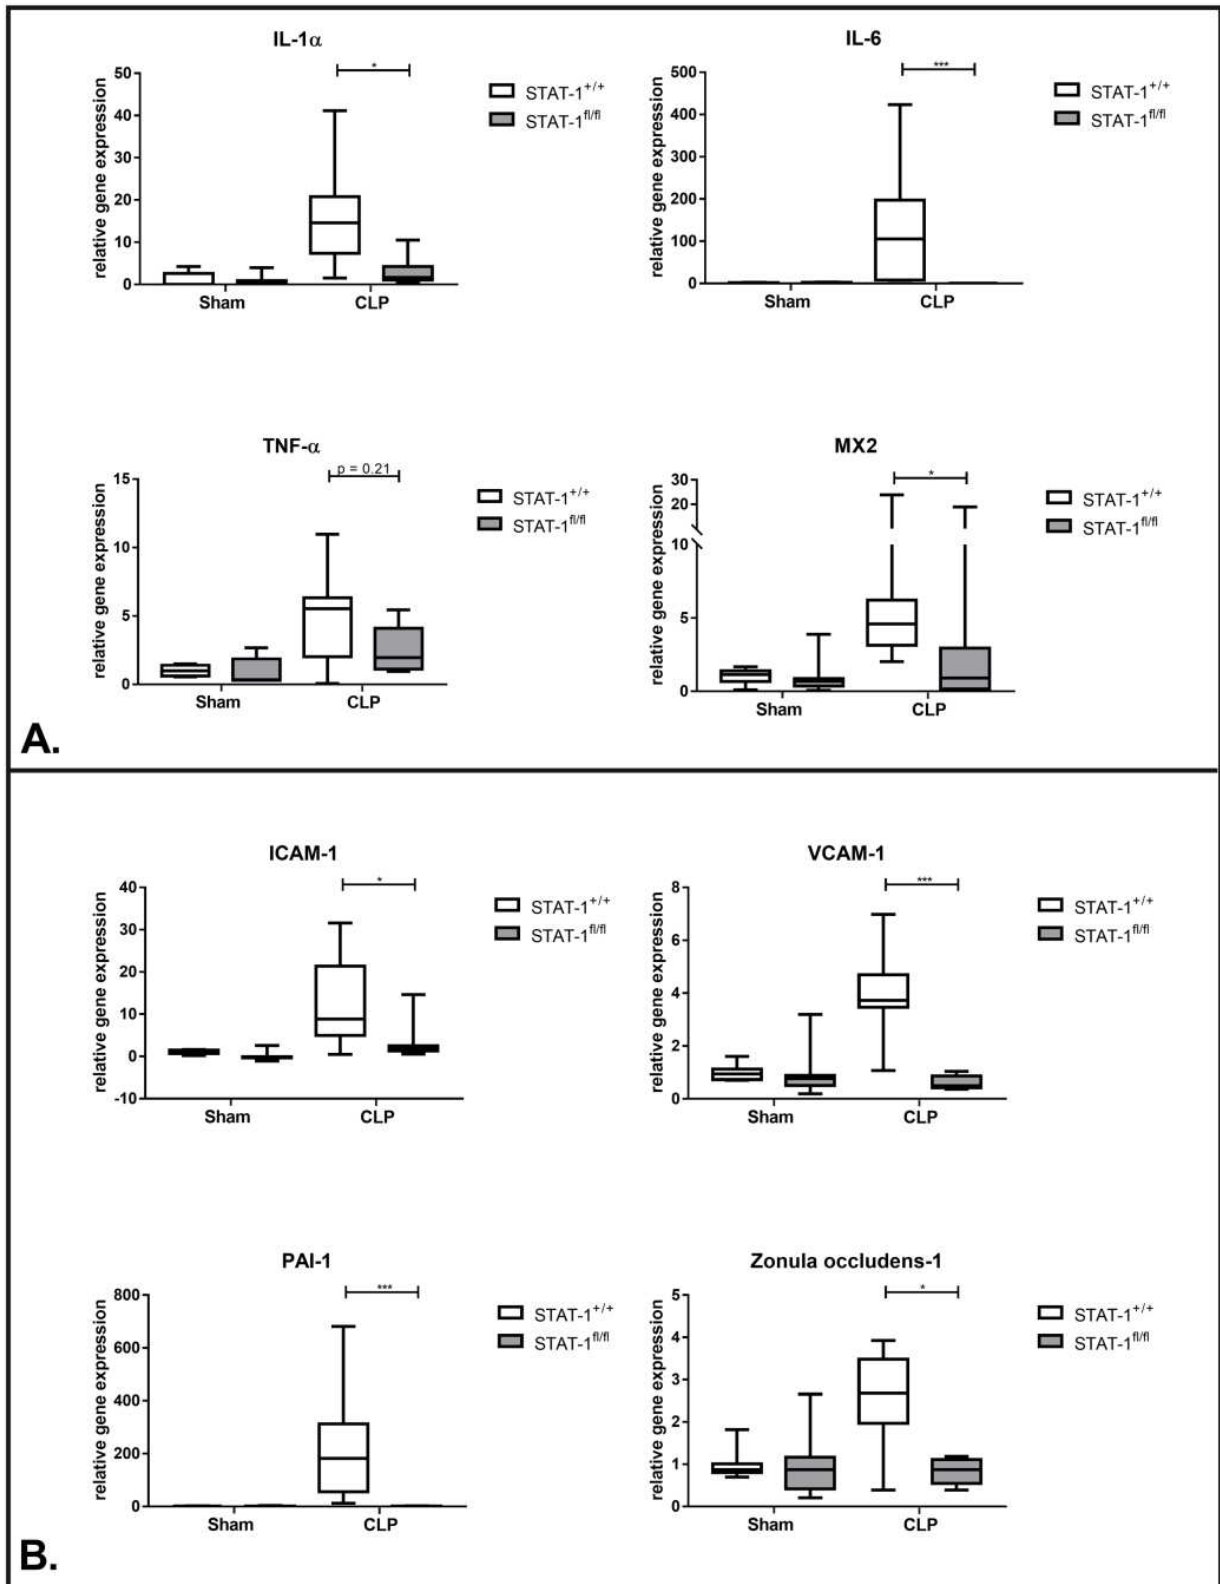 IL-1α
relative gene expression
50
40
30
20
10
0
*
STAT-1+/+
STAT-1fl/fl
Sham
CLP
IL-6
relative gene expression
500
400
300
200
100
0
***
STAT-1+/+
STAT-1fl/fl
Sham
CLP
TNF-α
relative gene expression
15
10
5
0
p = 0.21
STAT-1+/+
STAT-1fl/fl
Sham
CLP
MX2
relative gene expression
30
20
10
5
0
*
STAT-1+/+
STAT-1fl/fl
Sham
CLP
A.
ICAM-1
relative gene expression
40
30
20
10
0
-10
*
STAT-1+/+
STAT-1fl/fl
Sham
CLP
VCAM-1
relative gene expression
8
6
4
2
0
***
STAT-1+/+
STAT-1fl/fl
Sham
CLP
PAI-1
relative gene expression
800
600
400
200
0
***
STAT-1+/+
STAT-1fl/fl
Sham
CLP
Zonula occludens-1
relative gene expression
5
4
3
2
1
0
*
STAT-1+/+
STAT-1fl/fl
Sham
CLP
B.